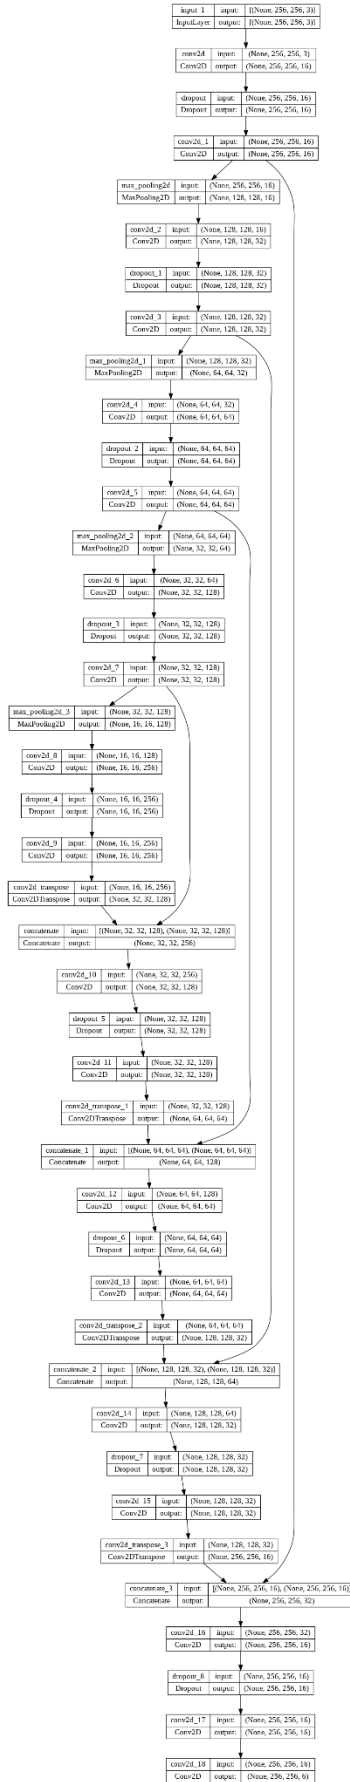 input_1 input: [(None, 256, 256, 3)]
InputLayer output: [(None, 256, 256, 3)]
conv2d input: (None, 256, 256, 3)
Conv2D output: (None, 256, 256, 16)
dropout input: (None, 256, 256, 16)
Dropout output: (None, 256, 256, 16)
conv2d_1 input: (None, 256, 256, 16)
Conv2D output: (None, 256, 256, 16)
max_pooling2d input: (None, 256, 256, 16)
MaxPooling2D output: (None, 128, 128, 16)
conv2d_2 input: (None, 128, 128, 16)
Conv2D output: (None, 128, 128, 32)
dropout_1 input: (None, 128, 128, 32)
Dropout output: (None, 128, 128, 32)
conv2d_3 input: (None, 128, 128, 32)
Conv2D output: (None, 128, 128, 32)
max_pooling2d_1 input: (None, 128, 128, 32)
MaxPooling2D output: (None, 64, 64, 32)
conv2d_4 input: (None, 64, 64, 32)
Conv2D output: (None, 64, 64, 64)
dropout_2 input: (None, 64, 64, 64)
Dropout output: (None, 64, 64, 64)
conv2d_5 input: (None, 64, 64, 64)
Conv2D output: (None, 64, 64, 64)
max_pooling2d_2 input: (None, 64, 64, 64)
MaxPooling2D output: (None, 32, 32, 64)
conv2d_6 input: (None, 32, 32, 64)
Conv2D output: (None, 32, 32, 128)
dropout_3 input: (None, 32, 32, 128)
Dropout output: (None, 32, 32, 128)
conv2d_7 input: (None, 32, 32, 128)
Conv2D output: (None, 32, 32, 128)
max_pooling2d_3 input: (None, 32, 32, 128)
MaxPooling2D output: (None, 16, 16, 128)
conv2d_8 input: (None, 16, 16, 128)
Conv2D output: (None, 16, 16, 256)
dropout_4 input: (None, 16, 16, 256)
Dropout output: (None, 16, 16, 256)
conv2d_9 input: (None, 16, 16, 256)
Conv2D output: (None, 16, 16, 256)
conv2d_transpose input: (None, 16, 16, 256)
Conv2DTranspose output: (None, 32, 32, 128)
concatenate input: [(None, 32, 32, 128), (None, 32, 32, 128)]
Concatenate output: (None, 32, 32, 256)
conv2d_10 input: (None, 32, 32, 256)
Conv2D output: (None, 32, 32, 128)
dropout_5 input: (None, 32, 32, 128)
Dropout output: (None, 32, 32, 128)
conv2d_11 input: (None, 32, 32, 128)
Conv2D output: (None, 32, 32, 128)
conv2d_transpose_1 input: (None, 32, 32, 128)
Conv2DTranspose output: (None, 64, 64, 64)
concatenate_1 input: [(None, 64, 64, 64), (None, 64, 64, 64)]
Concatenate output: (None, 64, 64, 128)
conv2d_12 input: (None, 64, 64, 128)
Conv2D output: (None, 64, 64, 64)
dropout_6 input: (None, 64, 64, 64)
Dropout output: (None, 64, 64, 64)
conv2d_13 input: (None, 64, 64, 64)
Conv2D output: (None, 64, 64, 64)
conv2d_transpose_2 input: (None, 64, 64, 64)
Conv2DTranspose output: (None, 128, 128, 32)
concatenate_2 input: [(None, 128, 128, 32), (None, 128, 128, 32)]
Concatenate output: (None, 128, 128, 64)
conv2d_14 input: (None, 128, 128, 64)
Conv2D output: (None, 128, 128, 32)
dropout_7 input: (None, 128, 128, 32)
Dropout output: (None, 128, 128, 32)
conv2d_15 input: (None, 128, 128, 32)
Conv2D output: (None, 128, 128, 32)
conv2d_transpose_3 input: (None, 128, 128, 32)
Conv2DTranspose output: (None, 256, 256, 16)
concatenate_3 input: [(None, 256, 256, 16), (None, 256, 256, 16)]
Concatenate output: (None, 256, 256, 32)
conv2d_16 input: (None, 256, 256, 32)
Conv2D output: (None, 256, 256, 16)
dropout_8 input: (None, 256, 256, 16)
Dropout output: (None, 256, 256, 16)
conv2d_17 input: (None, 256, 256, 16)
Conv2D output: (None, 256, 256, 16)
conv2d_18 input: (None, 256, 256, 16)
Conv2D output: (None, 256, 256, 6)